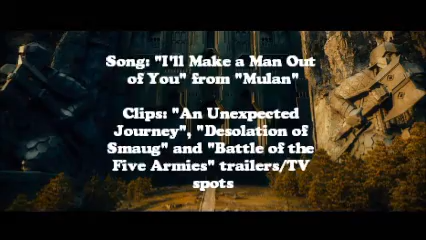 Song: "I'll Make a Man Out
of You" from "Mulan"
Clips: "An Unexpected
Journey", "Desolation of
Smaug" and "Battle of the
Five Armies" trailers/TV
spots